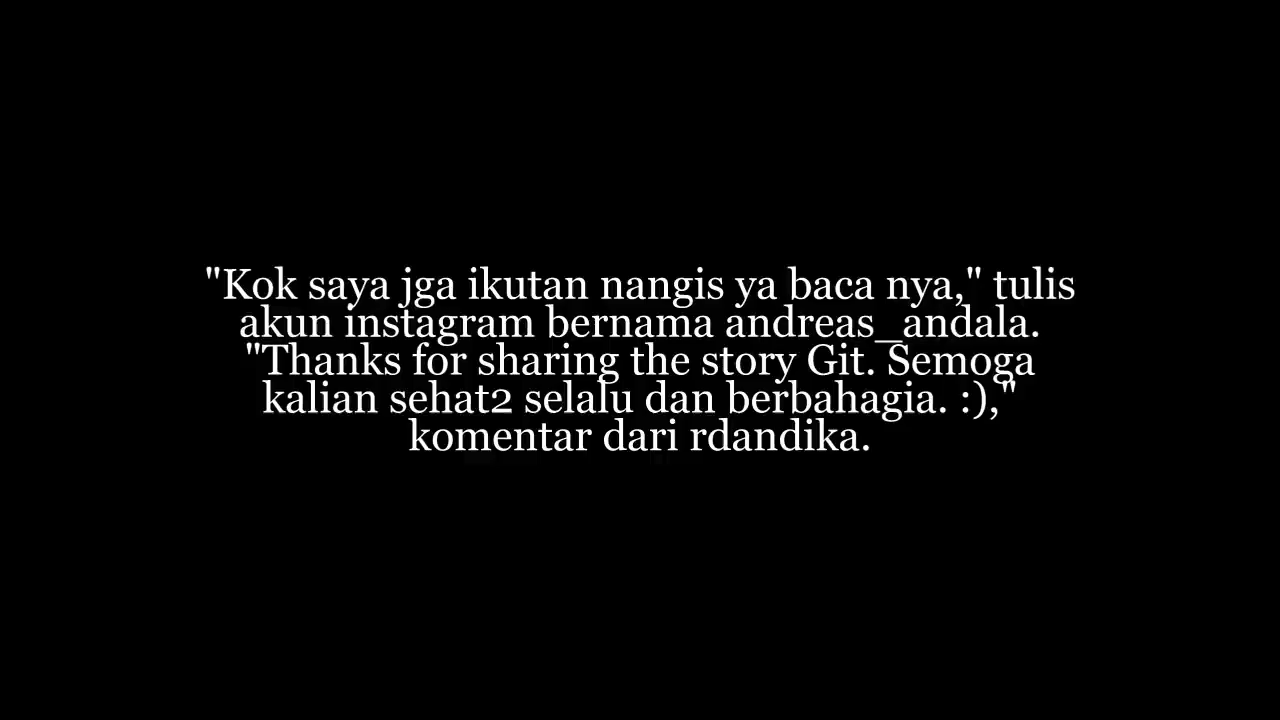 "Kok saya jga ikutan nangis ya baca nya," tulis
akun instagram bernama andreas_andala.
"Thanks for sharing the story Git. Semoga
kalian sehat2 selalu dan berbahagia. :),"
komentar dari rdandika.